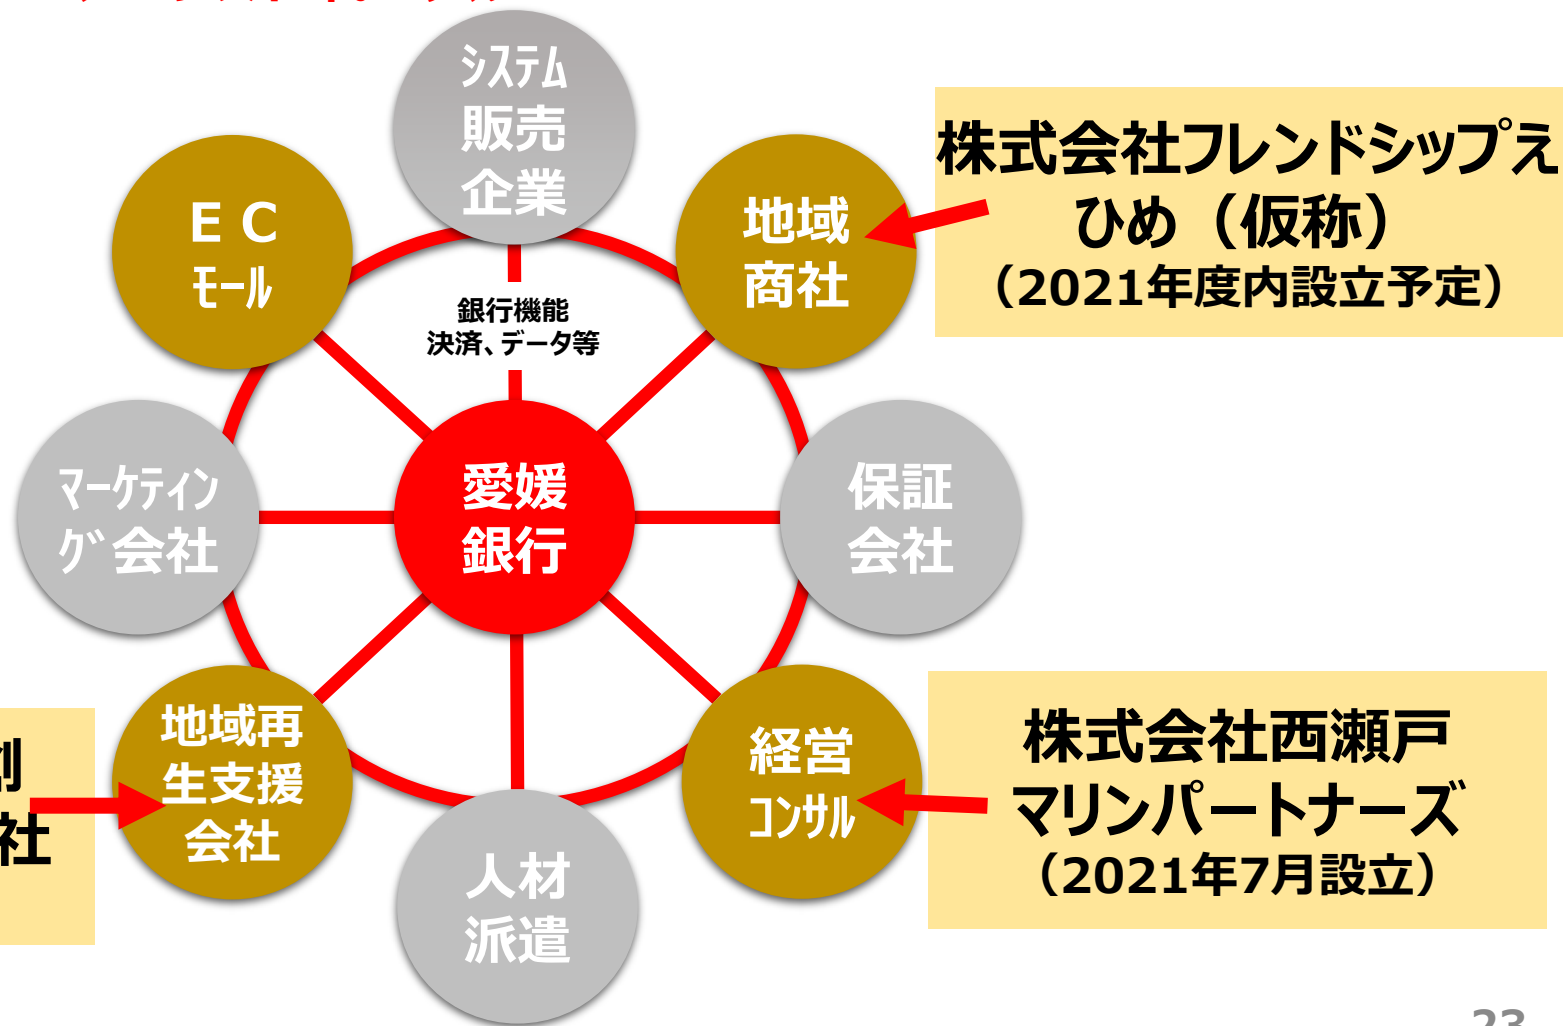 ｼｽﾃﾑ
販売
企業
ＥＣ
ﾓｰﾙ
地域
商社
株式会社フレンドシップえ
ひめ（仮称）
（2021年度内設立予定）
銀行機能
決済、データ等
ﾏｰｹﾃｨﾝ
ｸﾞ会社
愛媛
銀行
保証
会社
地域再
生支援
会社
社
経営
ｺﾝｻﾙ
株式会社西瀬戸
マリンパートナーズ
（2021年7月設立）
人材
派遣
23